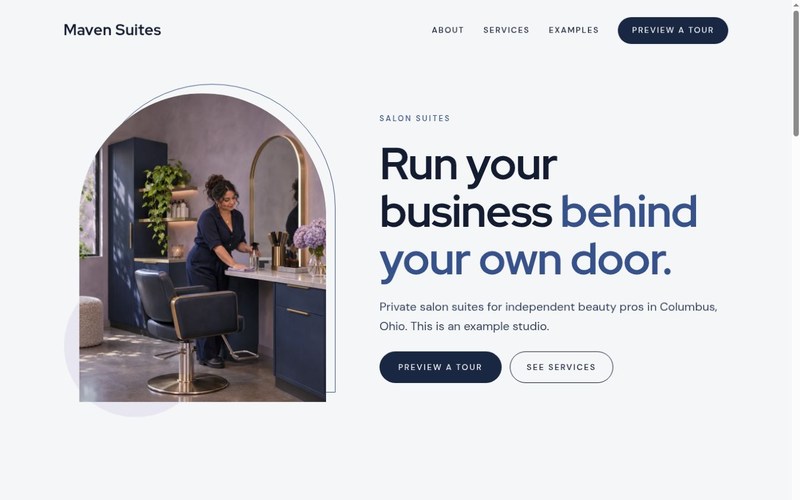 Maven Suites
ABOUT
SERVICES
EXAMPLES
PREVIEW A TOUR
SALON SUITES
Run your
business behind
your own door.
Private salon suites for independent beauty pros in Columbus,
Ohio. This is an example studio.
PREVIEW A TOUR
SEE SERVICES